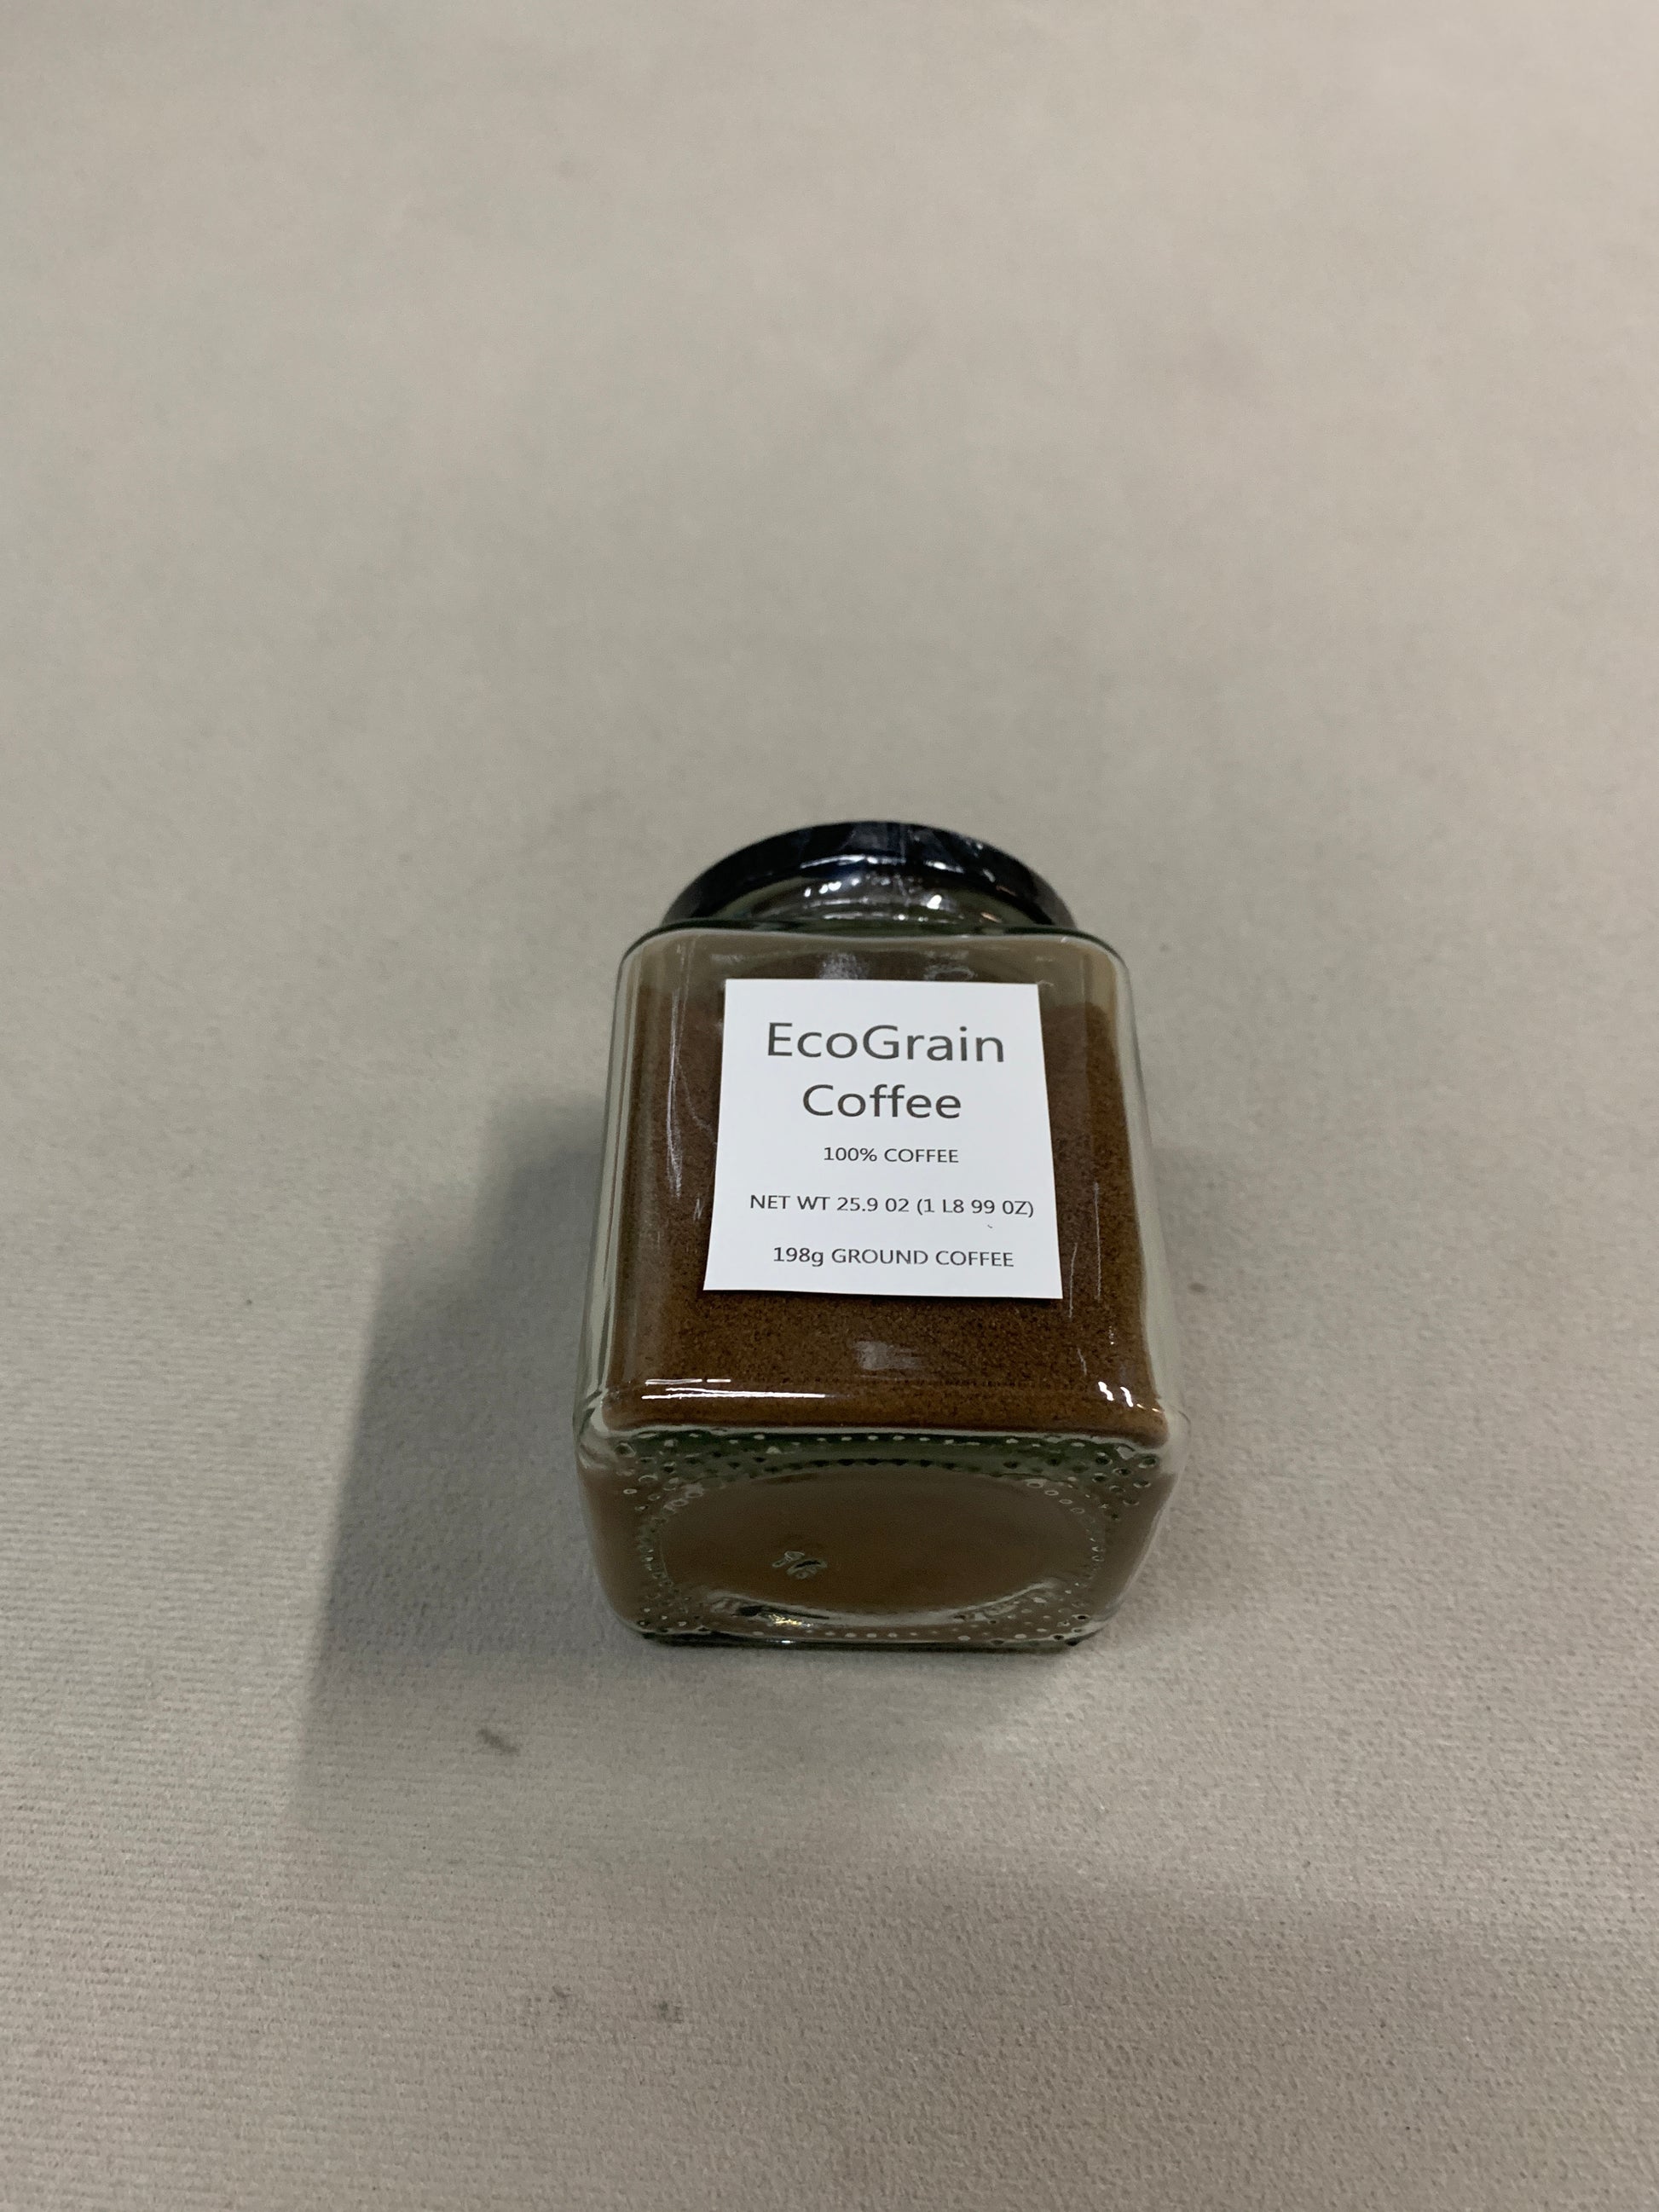 EcoGrain
Coffee
100% COFFEE
NET WT 25.9 02 (1 L8 99 0Z)
198g GROUND COFFEE